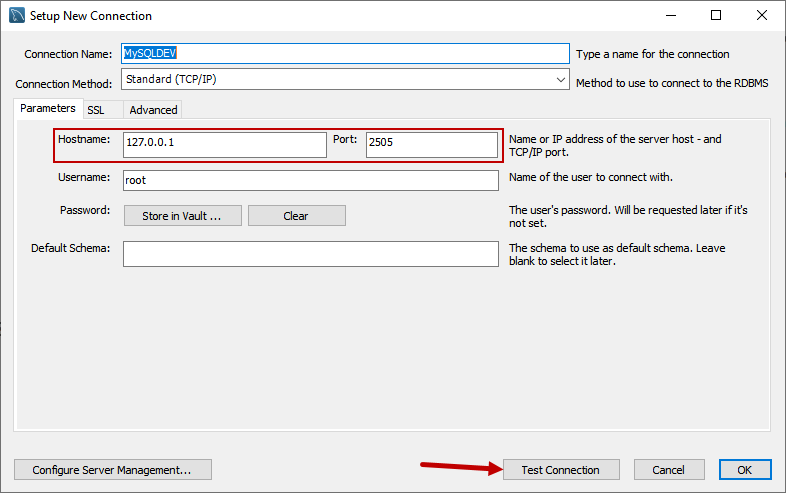 Setup New Connection
Connection Name: MySQLDEV Type a name for the connection
Connection Method: Standard (TCP/IP) Method to use to connect to the RDBMS
Parameters SSL Advanced
Hostname: 127.0.0.1 Port: 2505 Name or IP address of the server host - and
TCP/IP port.
Username: root Name of the user to connect with.
Password: Store in Vault ... Clear The user's password. Will be requested later if it's
not set.
Default Schema: The schema to use as default schema. Leave
blank to select it later.
Configure Server Management... Test Connection Cancel OK